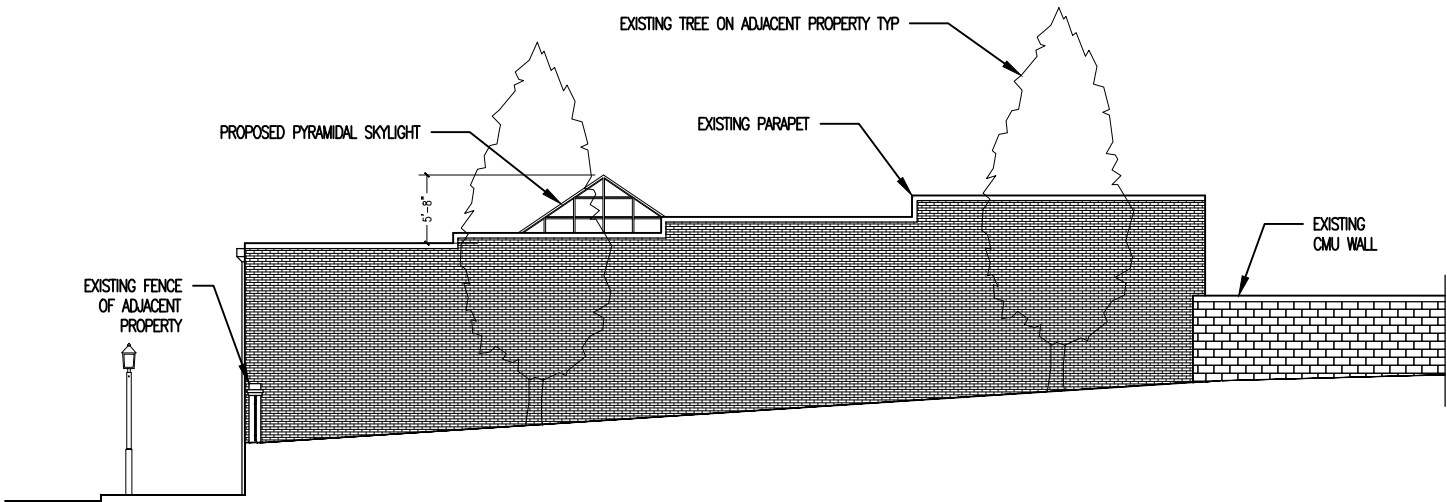 EXISTING TREE ON ADJACENT PROPERTY TYP
PROPOSED PYRAMIDAL SKYLIGHT
EXISTING PARAPET
5'-8"
EXISTING
CMU WALL
EXISTING FENCE
OF ADJACENT
PROPERTY